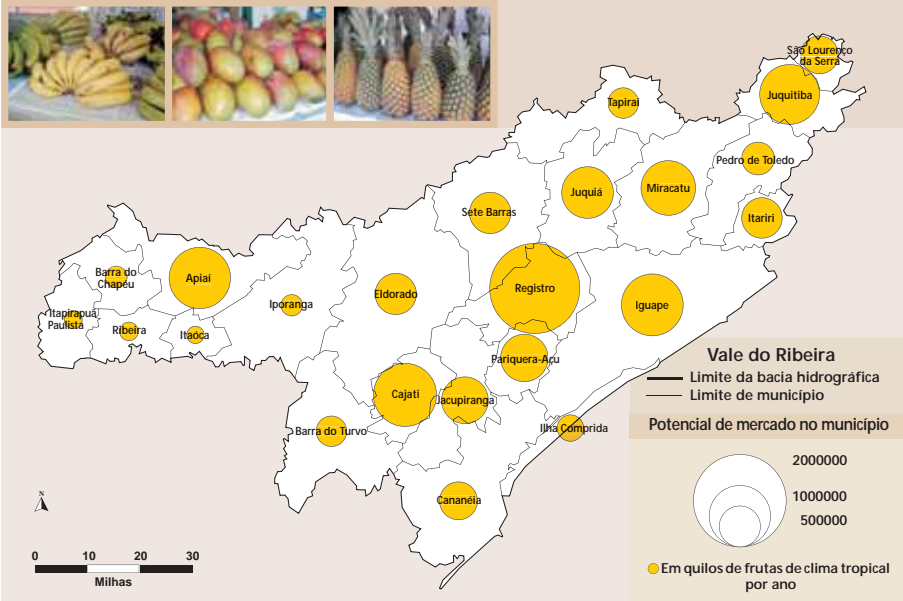 São Lourenço
da Serra
Juquitiba
Tapiraí
Pedro de Toledo
Juquiá
Miracatu
Sete Barras
Itariri
Barra do
Chapéu
Apiaí
Registro
Eldorado
Iporanga
Iguape
Itapirapuã
Paulista
Ribeira
Itaóca
Pariquera-Açu
Cajati
Jacupiranga
Barra do Turvo
Ilha Comprida
Cananéia
N
0 10 20 30
Milhas
Vale do Ribeira
Limite da bacia hidrográfica
Limite de município
Potencial de mercado no município
2000000
1000000
500000
Em quilos de frutas de clima tropical
por ano